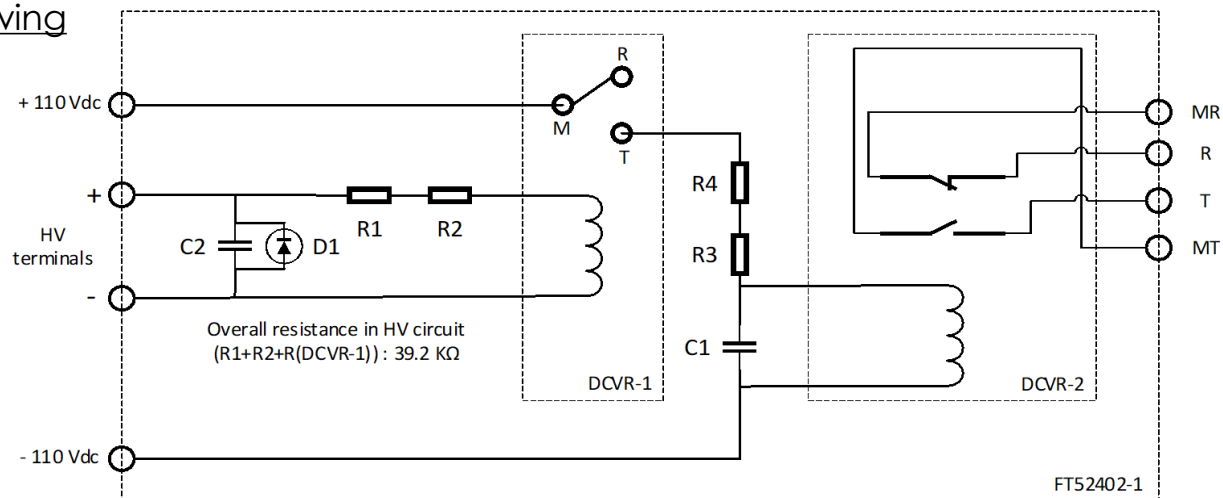 wing
+ 110 Vdc
R
M
T
MR
R
T
MT
+
HV
terminals
-
C2
D1
R1
R2
R4
R3
C1
Overall resistance in HV circuit
(R1+R2+R(DCVR-1)) : 39.2 KΩ
DCVR-1
DCVR-2
- 110 Vdc
FT52402-1